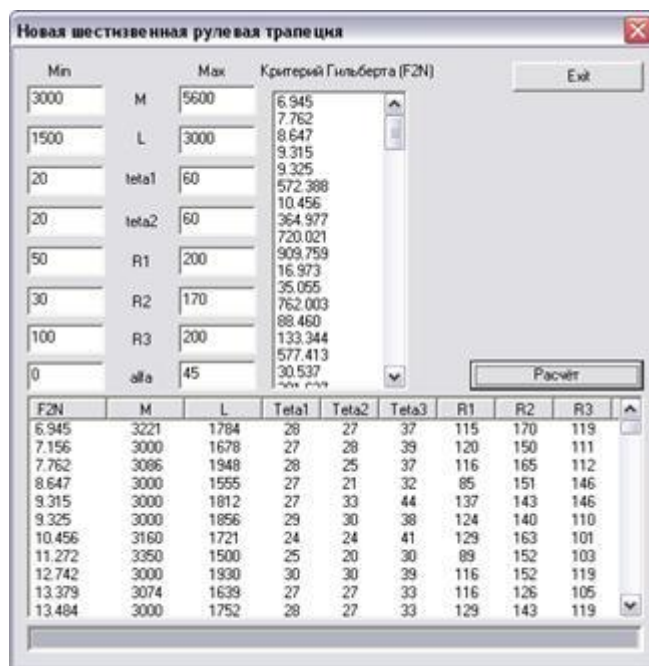 Новая шестизвенная рулевая трапеция
Min Max Критерий Гильберта (F2N) Exit
3000 M 5600
1500 L 3000
20 teta1 60
20 teta2 60
50 R1 200
30 R2 170
100 R3 200
0 alfa 45
6.945
7.762
8.647
9.315
9.325
572.388
10.456
364.977
720.021
909.759
16.973
35.055
762.003
88.460
133.344
577.413
30.537
Расчёт
F2N M L Teta1 Teta2 Teta3 R1 R2 R3
6.945 3221 1784 28 27 37 115 170 119
7.156 3000 1678 27 28 39 120 150 111
7.762 3086 1948 28 25 37 116 165 112
8.647 3000 1555 27 21 32 85 151 146
9.315 3000 1812 27 33 44 137 143 146
9.325 3000 1856 29 30 38 124 140 110
10.456 3160 1721 24 24 41 129 163 101
11.272 3350 1500 25 20 30 89 152 103
12.742 3000 1930 30 30 39 116 152 119
13.379 3074 1639 27 27 33 116 126 105
13.484 3000 1752 28 27 33 129 143 119